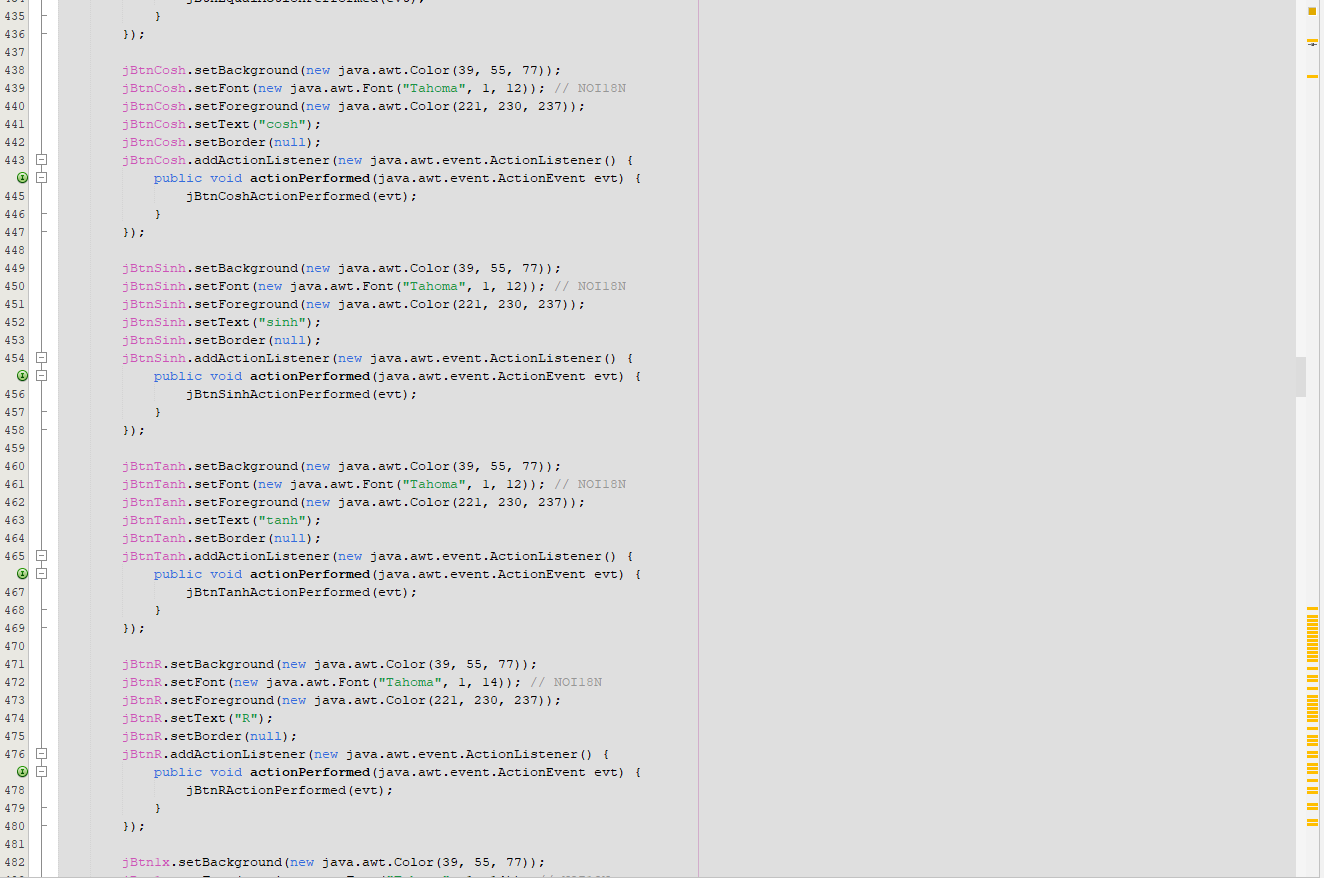 435 }
436 });
437
438 jBtnCosh.setBackground(new java.awt.Color(39, 55, 77));
439 jBtnCosh.setFont(new java.awt.Font("Tahoma", 1, 12)); // NOI18N
440 jBtnCosh.setForeground(new java.awt.Color(221, 230, 237));
441 jBtnCosh.setText("cosh");
442 jBtnCosh.setBorder(null);
443 jBtnCosh.addActionListener(new java.awt.event.ActionListener() {
public void actionPerformed(java.awt.event.ActionEvent evt) {
445 jBtnCoshActionPerformed(evt);
446 }
447 });
448
449 jBtnSinh.setBackground(new java.awt.Color(39, 55, 77));
450 jBtnSinh.setFont(new java.awt.Font("Tahoma", 1, 12)); // NOI18N
451 jBtnSinh.setForeground(new java.awt.Color(221, 230, 237));
452 jBtnSinh.setText("sinh");
453 jBtnSinh.setBorder(null);
454 jBtnSinh.addActionListener(new java.awt.event.ActionListener() {
public void actionPerformed(java.awt.event.ActionEvent evt) {
456 jBtnSinhActionPerformed(evt);
457 }
458 });
459
460 jBtnTanh.setBackground(new java.awt.Color(39, 55, 77));
461 jBtnTanh.setFont(new java.awt.Font("Tahoma", 1, 12)); // NOI18N
462 jBtnTanh.setForeground(new java.awt.Color(221, 230, 237));
463 jBtnTanh.setText("tanh");
464 jBtnTanh.setBorder(null);
465 jBtnTanh.addActionListener(new java.awt.event.ActionListener() {
public void actionPerformed(java.awt.event.ActionEvent evt) {
467 jBtnTanhActionPerformed(evt);
468 }
469 });
470
471 jBtnR.setBackground(new java.awt.Color(39, 55, 77));
472 jBtnR.setFont(new java.awt.Font("Tahoma", 1, 14)); // NOI18N
473 jBtnR.setForeground(new java.awt.Color(221, 230, 237));
474 jBtnR.setText("R");
475 jBtnR.setBorder(null);
476 jBtnR.addActionListener(new java.awt.event.ActionListener() {
public void actionPerformed(java.awt.event.ActionEvent evt) {
478 jBtnRActionPerformed(evt);
479 }
480 });
481
482 jBtn1x.setBackground(new java.awt.Color(39, 55, 77));